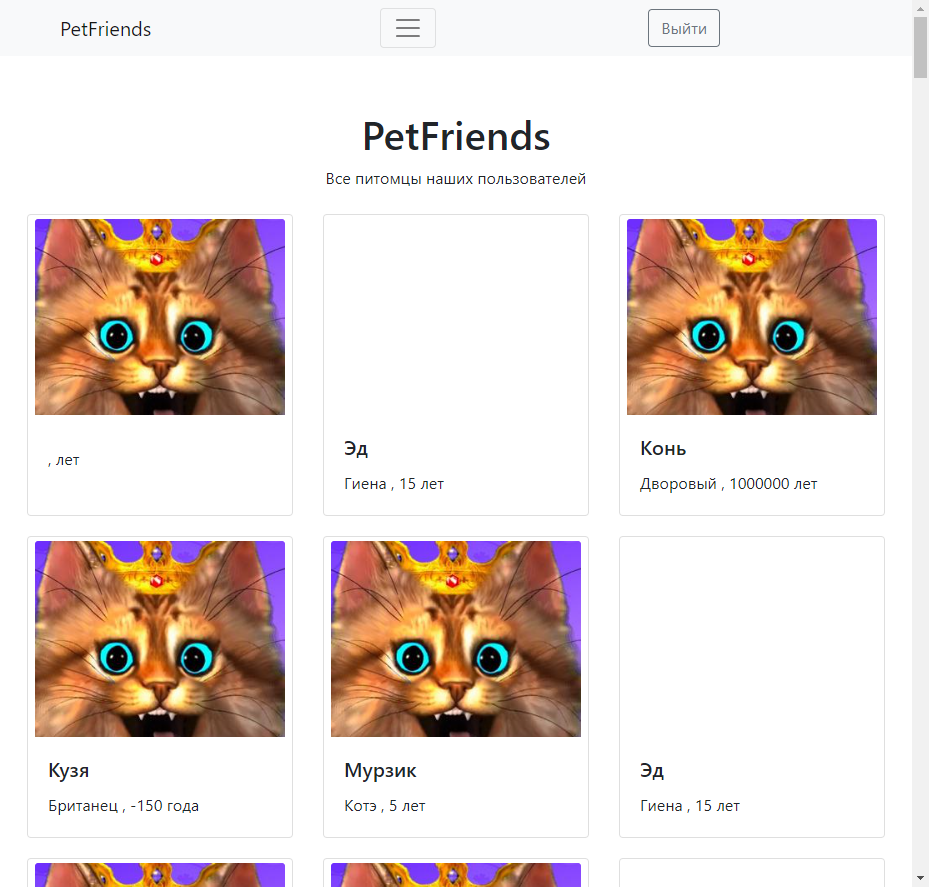 PetFriends
Выйти
PetFriends
Все питомцы наших пользователей
, лет
Эд
Гиена , 15 лет
Конь
Дворовый , 1000000 лет
Кузя
Британец , -150 года
Мурзик
Котэ , 5 лет
Эд
Гиена , 15 лет